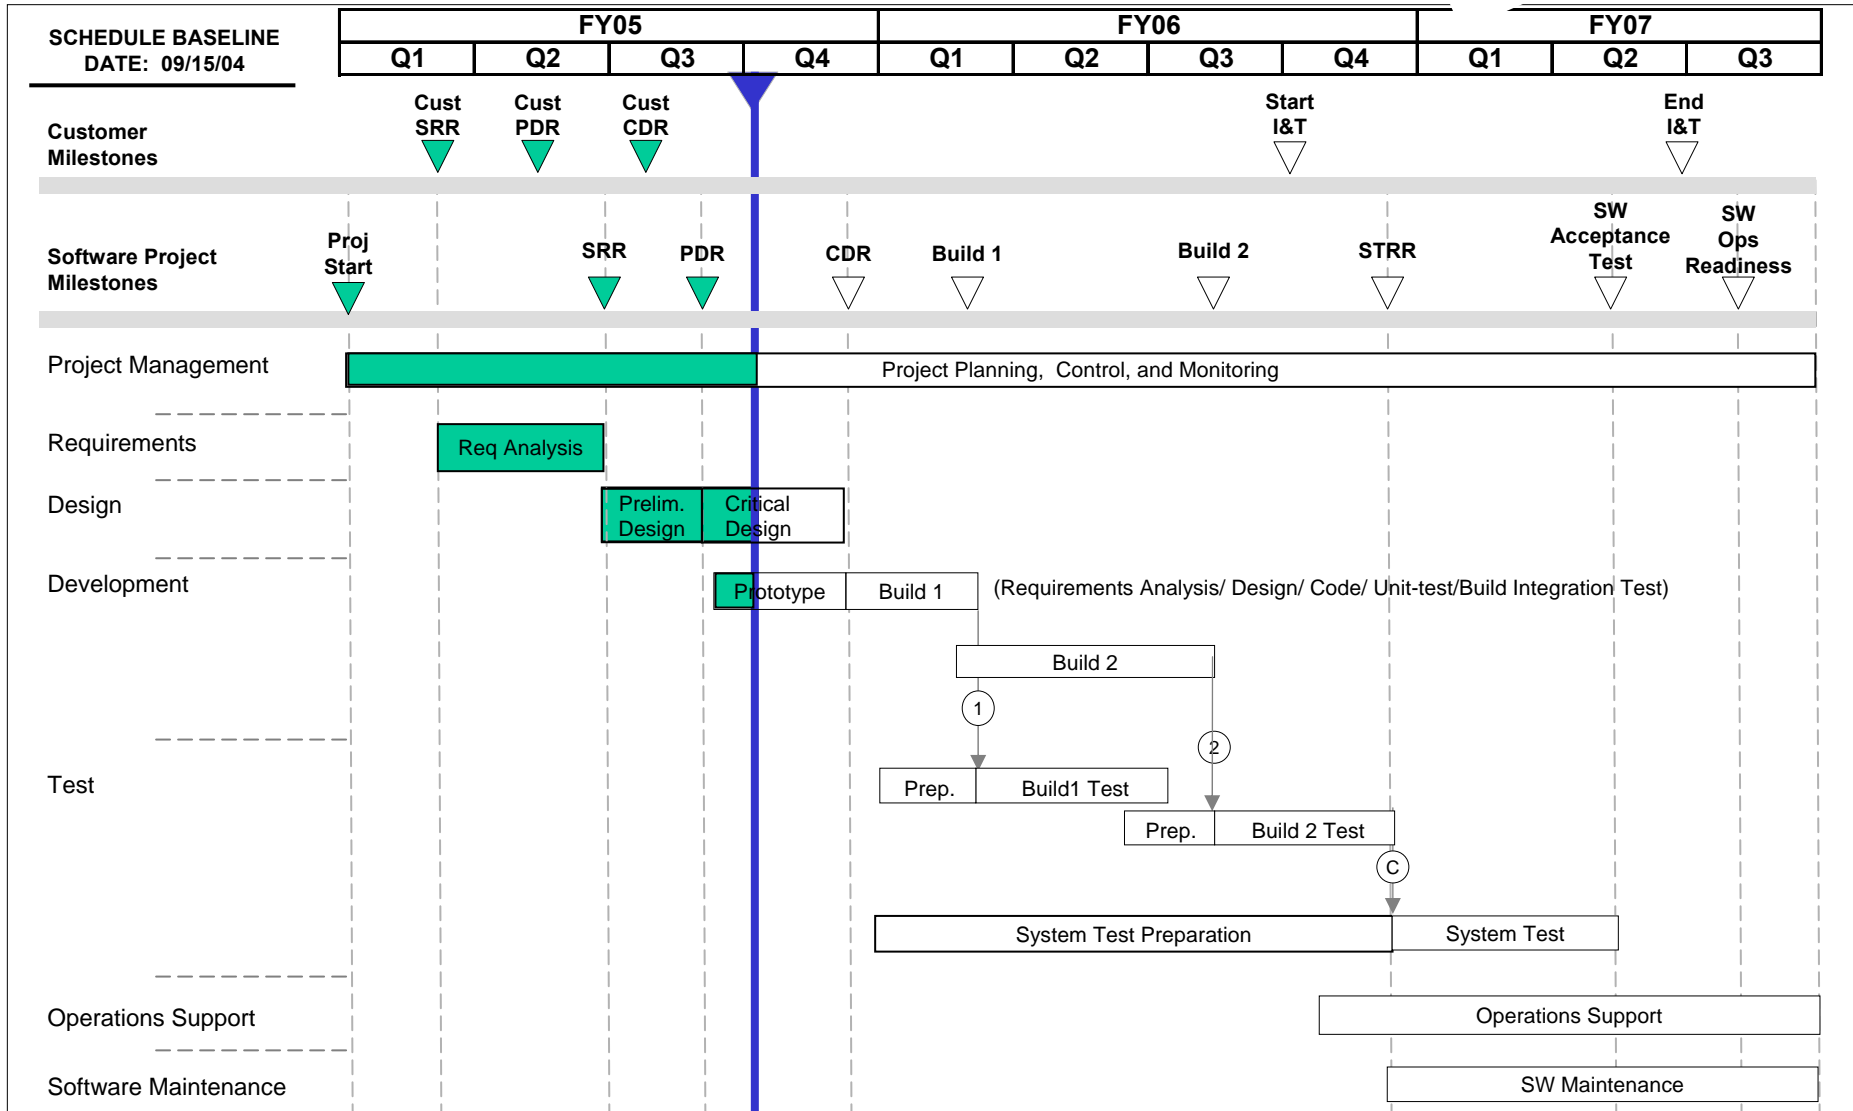 SCHEDULE BASELINE
DATE: 09/15/04
FY05
FY06
FY07
Q1
Q2
Q3
Q4
Q1
Q2
Q3
Q4
Q1
Q2
Q3
Customer
Milestones
Cust
SRR
Cust
PDR
Cust
CDR
Start
I&T
End
I&T
Software Project
Milestones
Proj
Start
SRR
PDR
CDR
Build 1
Build 2
STRR
SW
Acceptance
Test
SW
Ops
Readiness
Project Management
Project Planning, Control, and Monitoring
Requirements
Req Analysis
Design
Prelim.
Design
Critical
Design
Development
Prototype
Build 1
(Requirements Analysis/ Design/ Code/ Unit-test/Build Integration Test)
Build 2
1
2
Test
Prep.
Build1 Test
Prep.
Build 2 Test
C
System Test Preparation
System Test
Operations Support
Operations Support
Software Maintenance
SW Maintenance